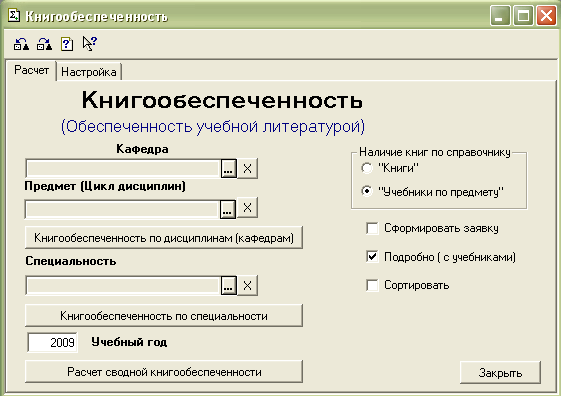 Книгообеспеченность
Расчет
Настройка
Книгообеспеченность
(Обеспеченность учебной литературой)
Кафедра
... X
Предмет (Цикл дисциплин)
... X
Книгообеспеченность по дисциплинам (кафедрам)
Специальность
... X
Книгообеспеченность по специальности
2009 Учебный год
Расчет сводной книгообеспеченности
Наличие книг по справочнику
"Книги"
"Учебники по предмету"
Сформировать заявку
Подробно ( с учебниками)
Сортировать
Закрыть